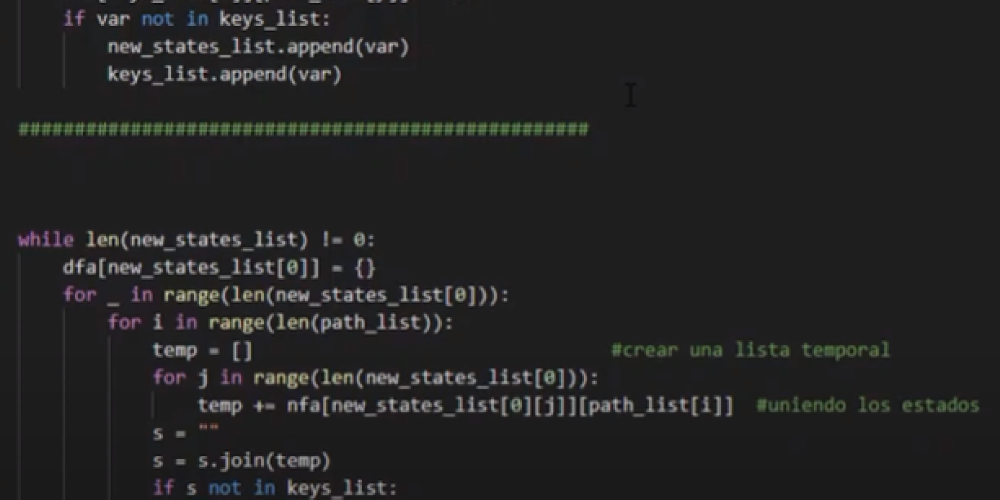 if var not in keys_list:
new_states_list.append(var)
keys_list.append(var)
###################################################
while len(new_states_list) != 0:
dfa[new_states_list[0]] = {}
for _ in range(len(new_states_list[0])):
for i in range(len(path_list)):
temp = [] #crear una lista temporal
for j in range(len(new_states_list[0])):
temp += nfa[new_states_list[0][j]][path_list[i]] #uniendo los estados
s = ""
s = s.join(temp)
if s not in keys_list: